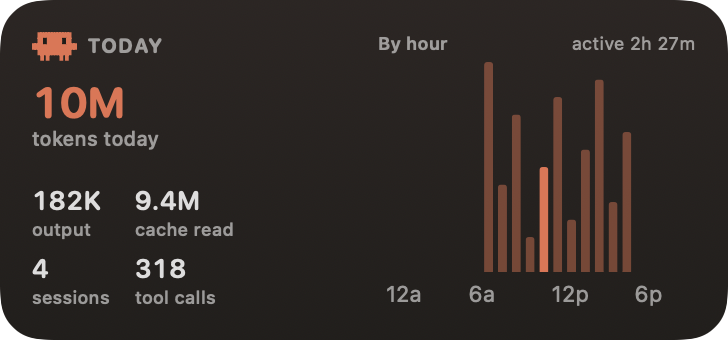 TODAY
10M
tokens today
182K
output
9.4M
cache read
4
sessions
318
tool calls
By hour
active 2h 27m
12a 6a 12p 6p